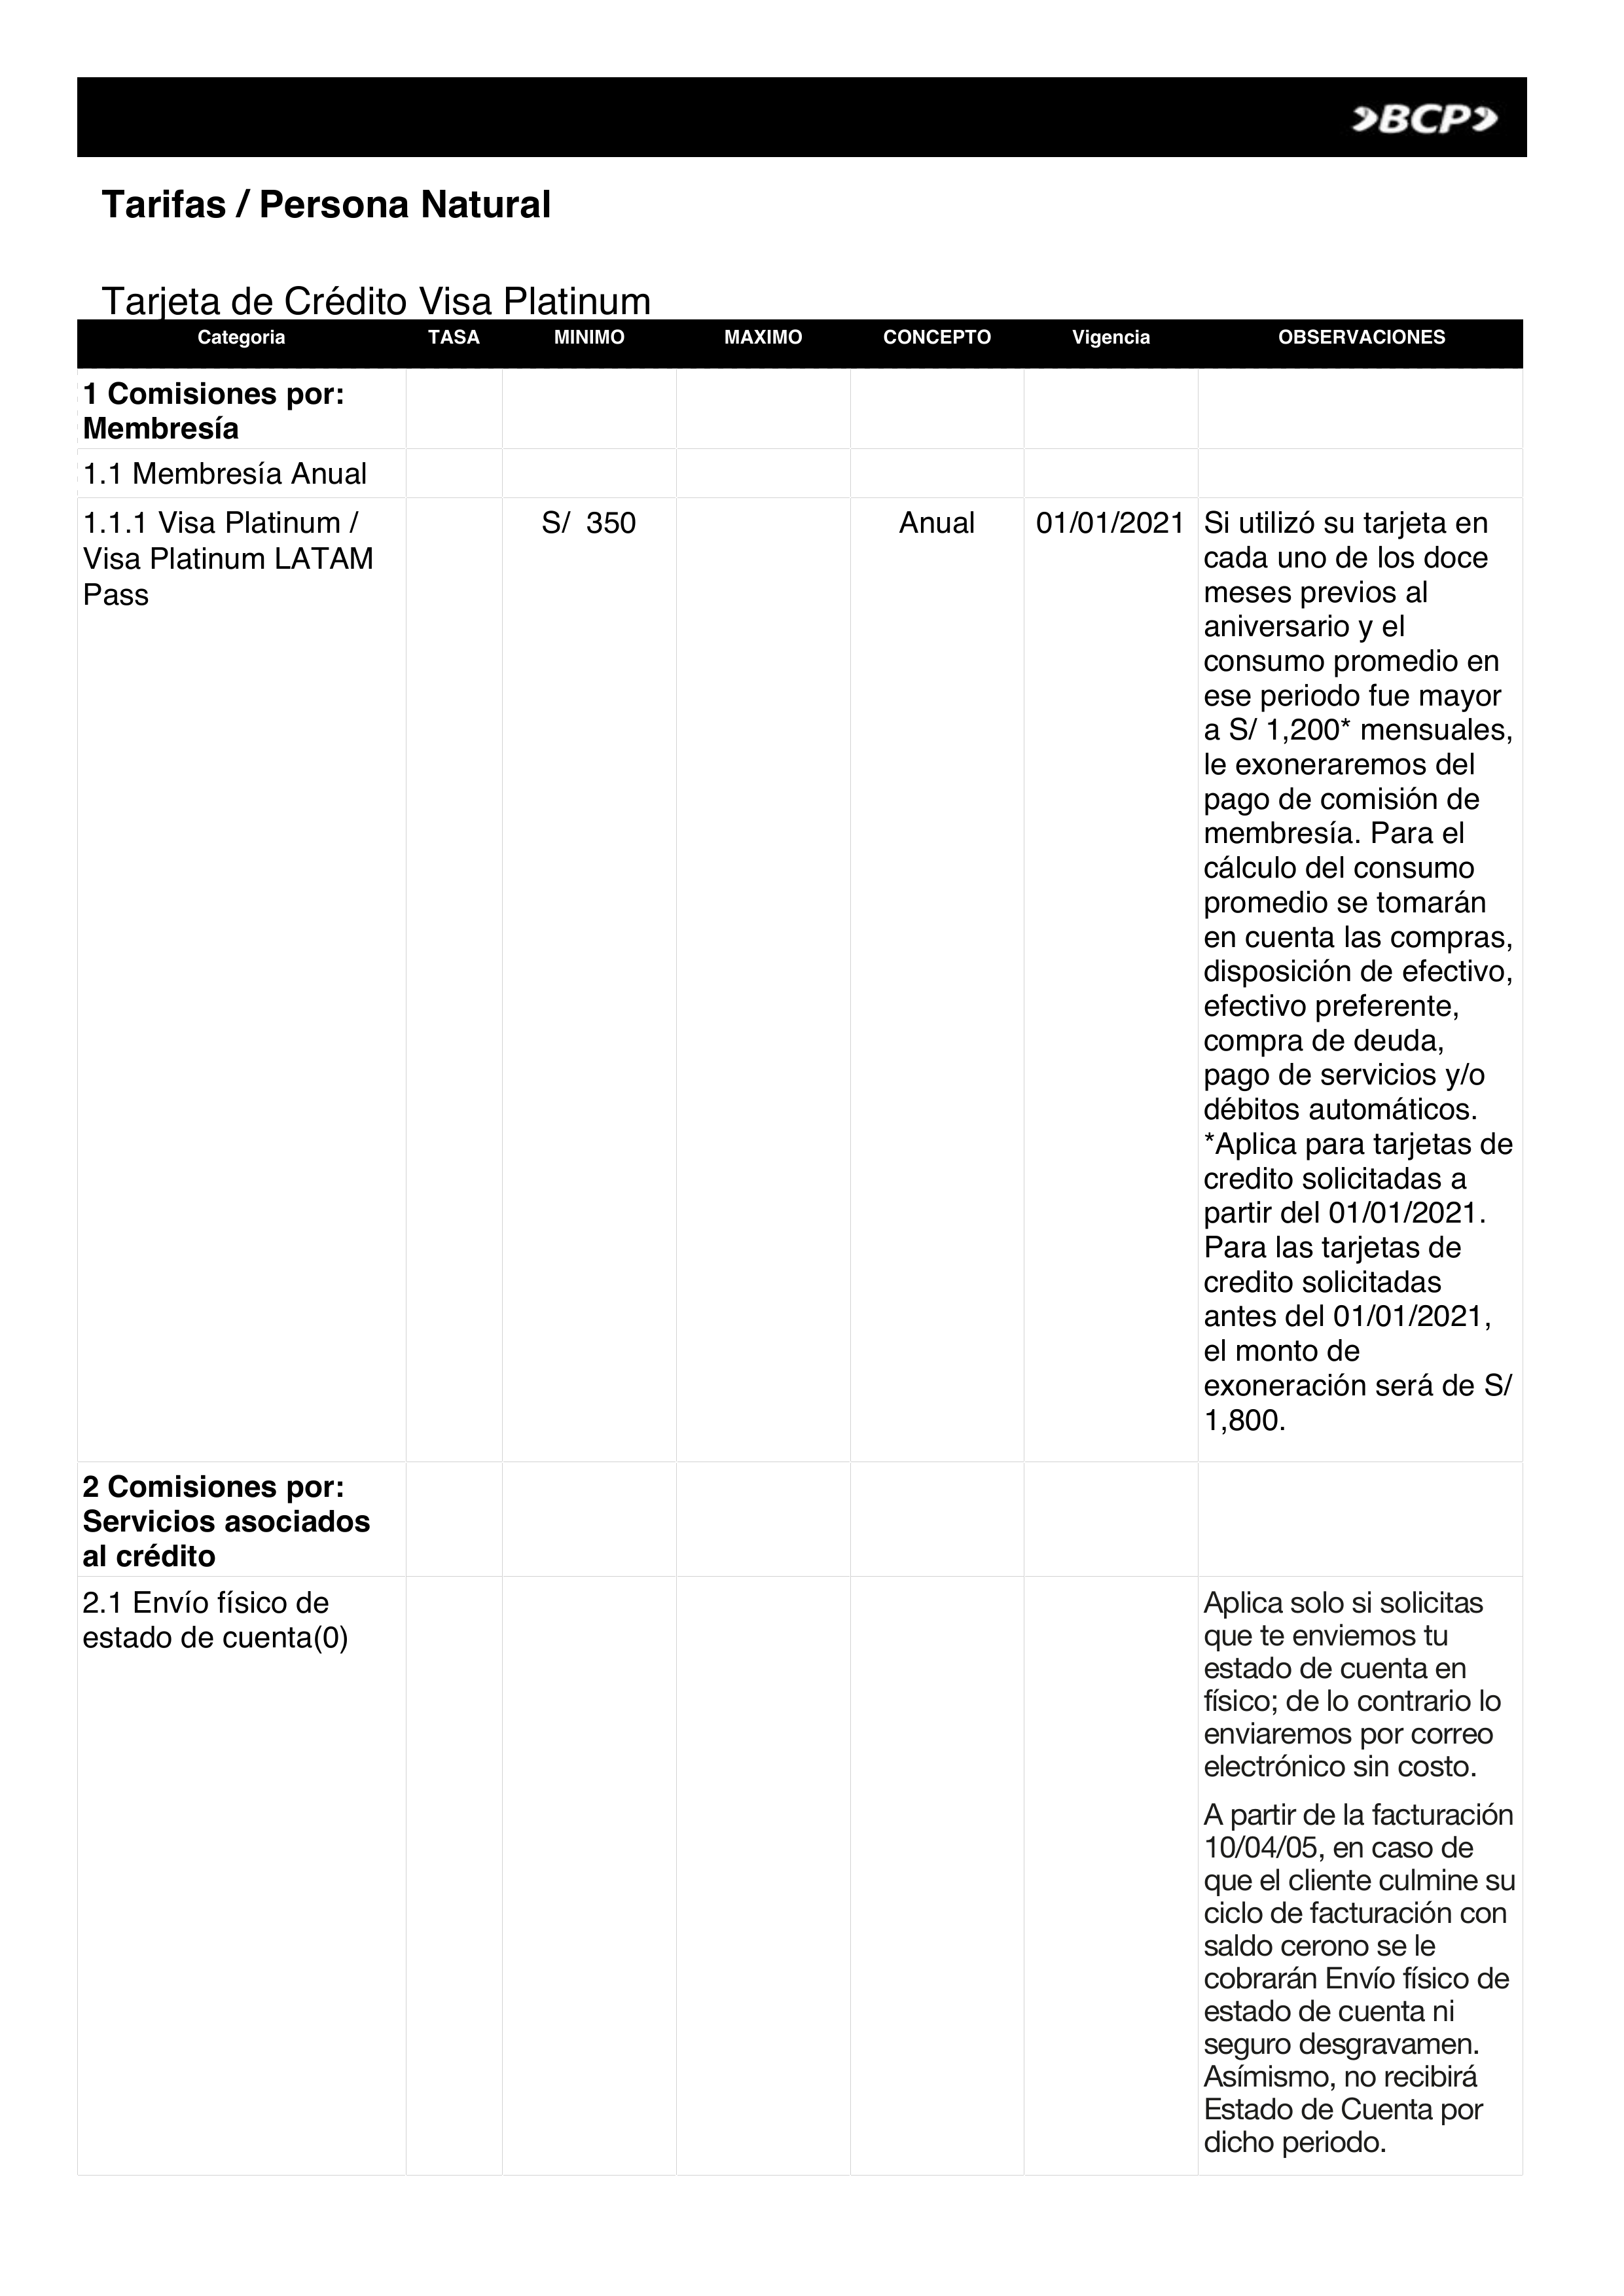 BCP
Tarifas / Persona Natural
Tarjeta de Crédito Visa Platinum
Categoria TASA MINIMO MAXIMO CONCEPTO Vigencia OBSERVACIONES
1 Comisiones por:
Membresía
1.1 Membresía Anual
1.1.1 Visa Platinum /
Visa Platinum LATAM
Pass
S/ 350
Anual
01/01/2021
Si utilizó su tarjeta en
cada uno de los doce
meses previos al
aniversario y el
consumo promedio en
ese periodo fue mayor
a S/ 1,200* mensuales,
le exoneraremos del
pago de comisión de
membresía. Para el
cálculo del consumo
promedio se tomarán
en cuenta las compras,
disposición de efectivo,
efectivo preferente,
compra de deuda,
pago de servicios y/o
débitos automáticos.
*Aplica para tarjetas de
credito solicitadas a
partir del 01/01/2021.
Para las tarjetas de
credito solicitadas
antes del 01/01/2021,
el monto de
exoneración será de S/
1,800.
2 Comisiones por:
Servicios asociados
al crédito
2.1 Envío físico de
estado de cuenta(0)
Aplica solo si solicitas
que te enviemos tu
estado de cuenta en
físico; de lo contrario lo
enviaremos por correo
electrónico sin costo.
A partir de la facturación
10/04/05, en caso de
que el cliente culmine su
ciclo de facturación con
saldo cerono se le
cobrarán Envío físico de
estado de cuenta ni
seguro desgravamen.
Asímismo, no recibirá
Estado de Cuenta por
dicho periodo.